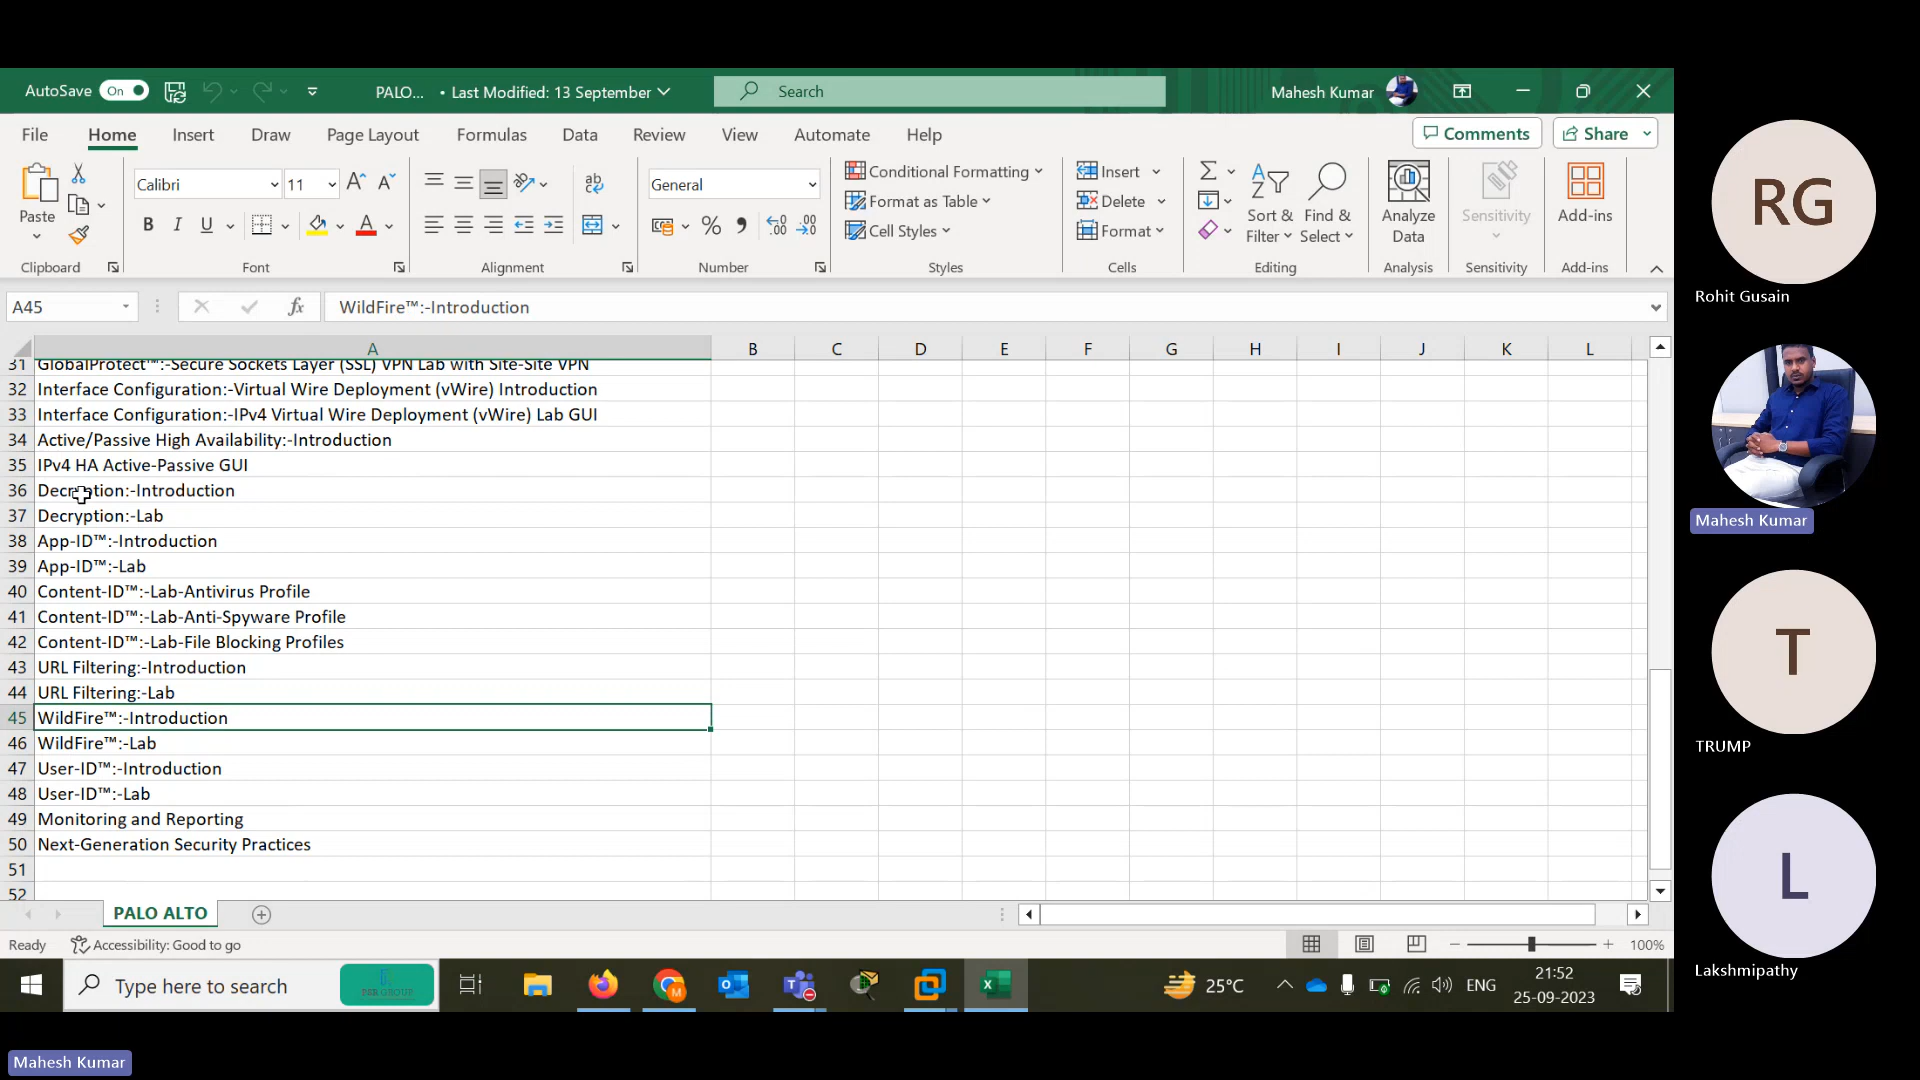 AutoSave On PALO... • Last Modified: 13 September Search Mahesh Kumar
File Home Insert Draw Page Layout Formulas Data Review View Automate Help Comments Share
Paste Calibri 11 General Conditional Formatting Insert
Format as Table Delete
Cell Styles Format
Sort & Filter Find & Select Analyze Data Sensitivity Add-ins
Clipboard Font Alignment Number Styles Cells Editing Analysis Sensitivity Add-ins
A45 fx WildFire™:-Introduction
A B C D E F G H I J K L
31 GlobalProtect™:-Secure Sockets Layer (SSL) VPN Lab with Site-Site VPN
32 Interface Configuration:-Virtual Wire Deployment (vWire) Introduction
33 Interface Configuration:-IPv4 Virtual Wire Deployment (vWire) Lab GUI
34 Active/Passive High Availability:-Introduction
35 IPv4 HA Active-Passive GUI
36 Decryption:-Introduction
37 Decryption:-Lab
38 App-ID™:-Introduction
39 App-ID™:-Lab
40 Content-ID™:-Lab-Antivirus Profile
41 Content-ID™:-Lab-Anti-Spyware Profile
42 Content-ID™:-Lab-File Blocking Profiles
43 URL Filtering:-Introduction
44 URL Filtering:-Lab
45 WildFire™:-Introduction
46 WildFire™:-Lab
47 User-ID™:-Introduction
48 User-ID™:-Lab
49 Monitoring and Reporting
50 Next-Generation Security Practices
51
52
PALO ALTO
Ready Accessibility: Good to go 100%
Type here to search 25°C ENG 21:52
25-09-2023
RG
Rohit Gusain
Mahesh Kumar
T
TRUMP
L
Lakshmipathy
Mahesh Kumar